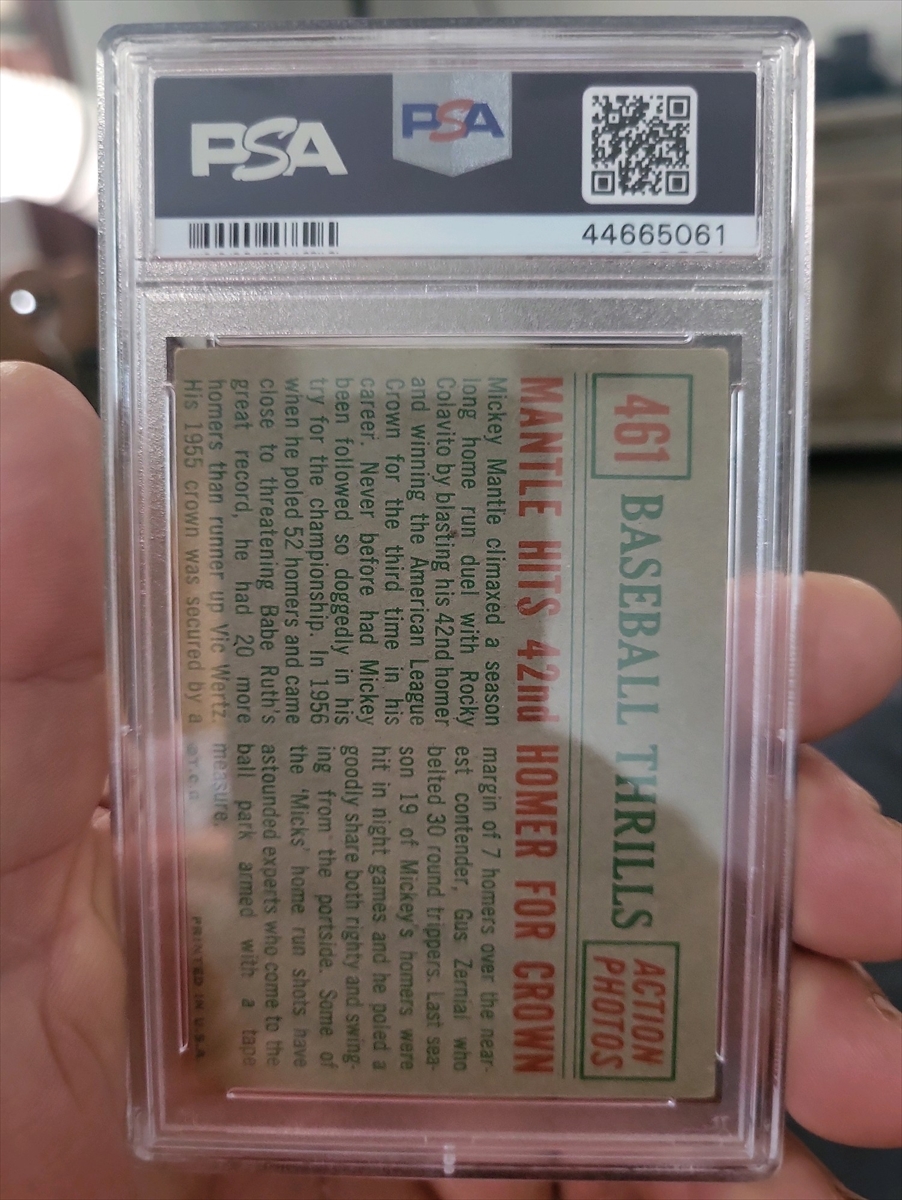 PSA
PSA
44665061
461
BASEBALL THRILLS
ACTION
PHOTOS
MANTLE HITS 42nd HOMER FOR CROWN
Mickey Mantle climaxed a season
long home run duel with Rocky
Colavito by blasting his 42nd homer
and winning the American League
Crown for the third time in his
career. Never before had Mickey
been followed so doggedly in his
try for the championship. In 1956
when he poled 52 homers and came
close to threatening Babe Ruth's
great record, he had 20 more
homers than runner up Vic Wertz.
His 1955 crown was secured by a
margin of 7 homers over the near-
est contender, Gus Zernial who
belted 30 round trippers. Last sea-
son 19 of Mickey's homers were
hit in night games and he poled a
goodly share both righty and swing-
ing from the portside. Some of
the 'Micks' home run shots have
astounded experts who come to the
ball park armed with a tape
measure.
©T.C.G.
PRINTED IN U.S.A